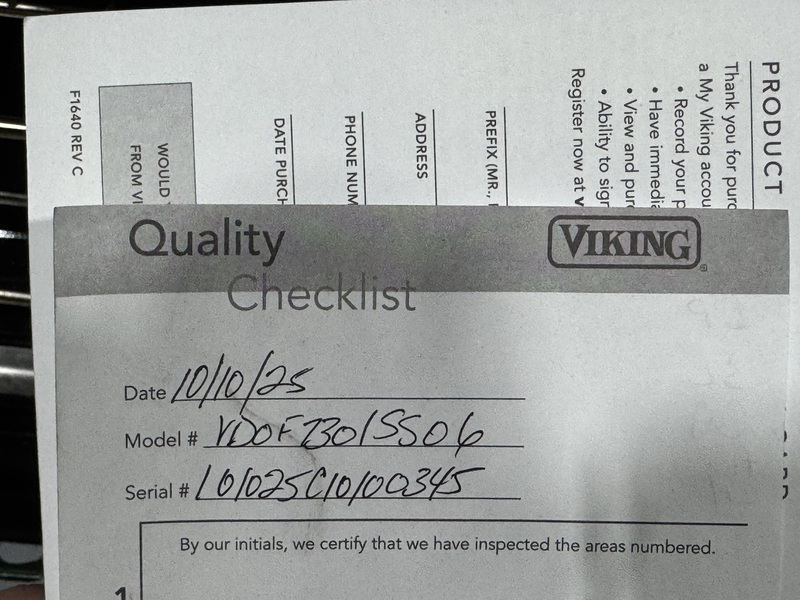 PRODUCT
Thank you for purc
a My Viking accou
• Record your p
• Have immedia
• View and pur
• Ability to sign
Register now at v
PREFIX (MR.,
ADDRESS
PHONE NUM
DATE PURCH
WOULD
FROM VI
F1640 REV C
Quality
Checklist
VIKING
Date 10/10/25
Model # VDOF7301SS06
Serial # L01025C10100345
By our initials, we certify that we have inspected the areas numbered.
1